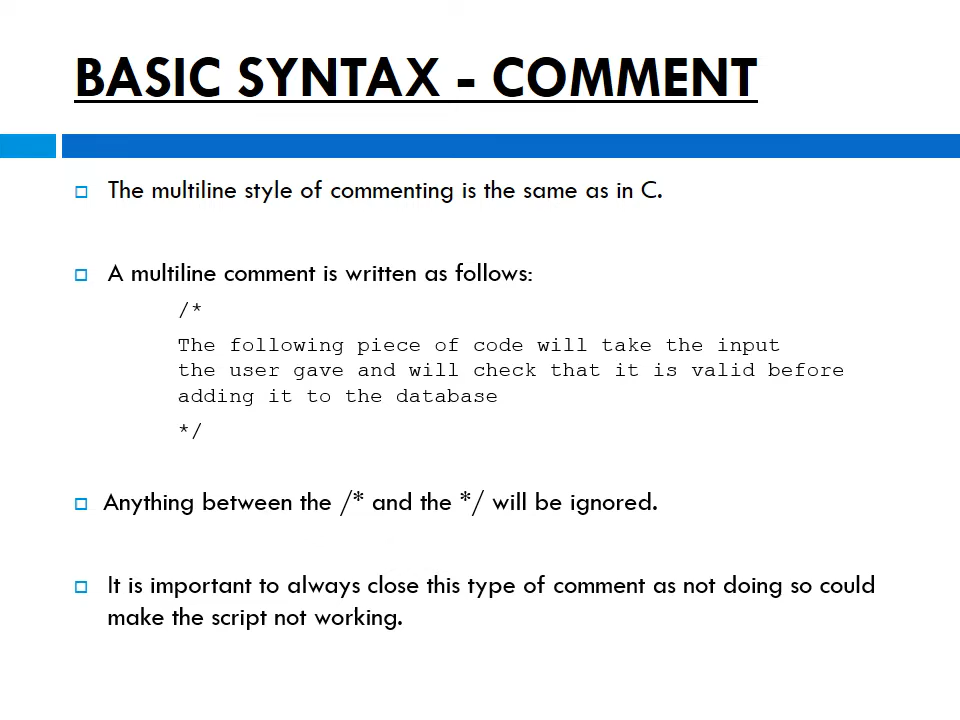 BASIC SYNTAX - COMMENT
The multiline style of commenting is the same as in C.
A multiline comment is written as follows:
/*
The following piece of code will take the input
the user gave and will check that it is valid before
adding it to the database
*/
Anything between the /* and the */ will be ignored.
It is important to always close this type of comment as not doing so could
make the script not working.